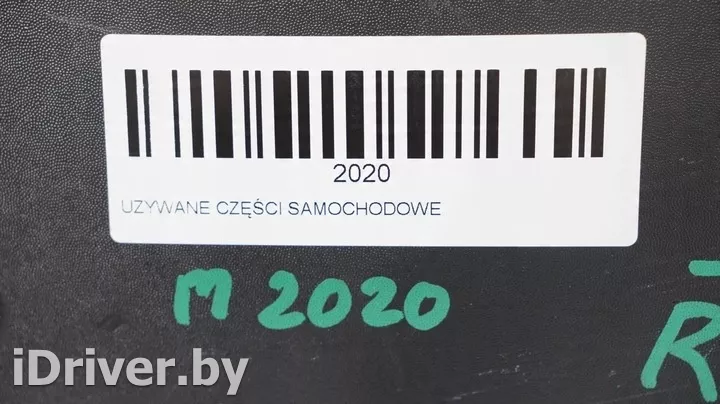 2020
UZYWANE CZĘŚCI SAMOCHODOWE
M 2020
R
iDriver.by